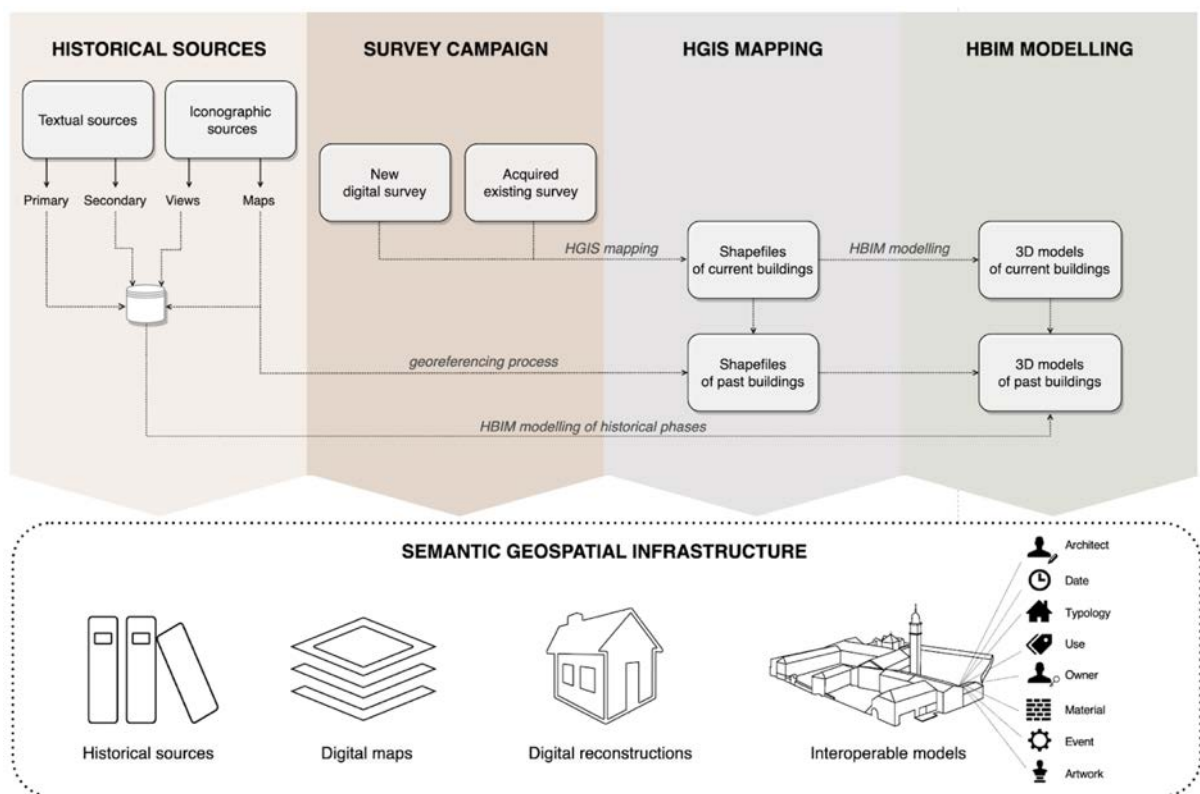 HISTORICAL SOURCES
SURVEY CAMPAIGN
HGIS MAPPING
HBIM MODELLING
Textual sources
Iconographic
sources
Primary
Secondary
Views
Maps
New
digital survey
Acquired
existing survey
HGIS mapping
Shapefiles
of current buildings
HBIM modelling
3D models
of current buildings
georeferencing process
Shapefiles
of past buildings
3D models
of past buildings
HBIM modelling of historical phases
SEMANTIC GEOSPATIAL INFRASTRUCTURE
Historical sources
Digital maps
Digital reconstructions
Interoperable models
Architect
Date
Typology
Use
Owner
Material
Event
Artwork